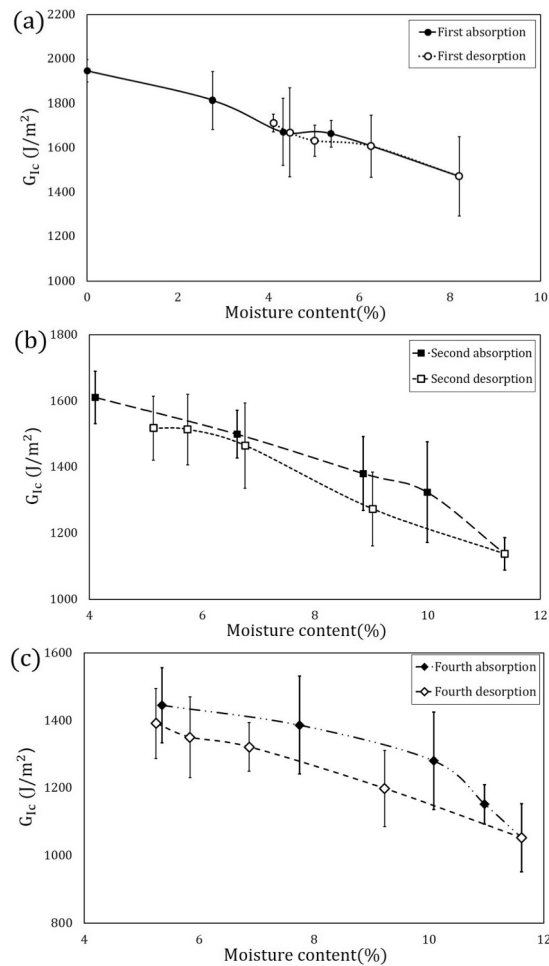 (a)
2200
2000
1800
1600
1400
1200
1000
G_Ic (J/m²)
First absorption
First desorption
0 2 4 6 8 10
Moisture content(%)
(b)
1800
1600
1400
1200
1000
G_Ic (J/m²)
Second absorption
Second desorption
4 6 8 10 12
Moisture content(%)
(c)
1600
1400
1200
1000
800
G_Ic (J/m²)
Fourth absorption
Fourth desorption
4 6 8 10 12
Moisture content(%)